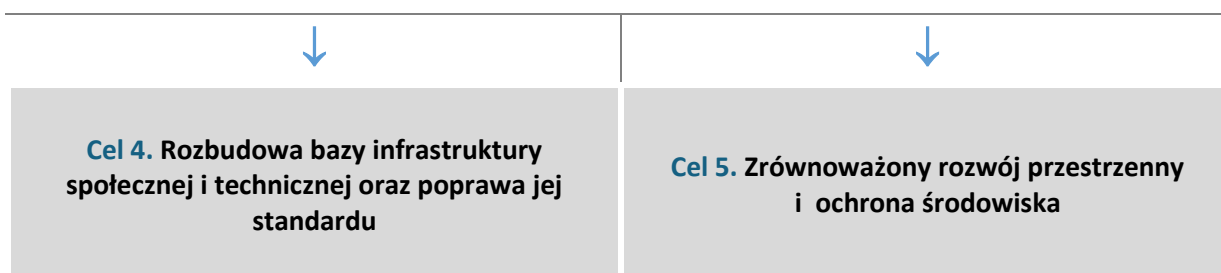 Cel 4. Rozbudowa bazy infrastruktury
społecznej i technicznej oraz poprawa jej
standardu
Cel 5. Zrównoważony rozwój przestrzenny
i  ochrona środowiska